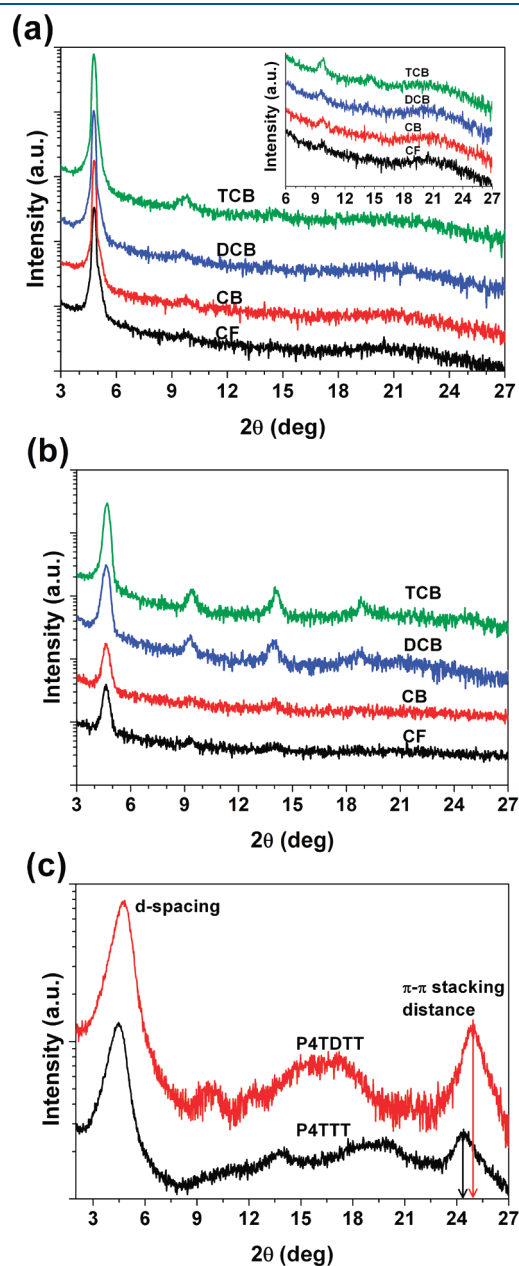 (a)
Intensity (a.u.)
TCB
DCB
CB
CF
3 6 9 12 15 18 21 24 27
2θ (deg)
Intensity (a.u.)
TCB
DCB
CB
CF
6 9 12 15 18 21 24 27
(b)
Intensity (a.u.)
TCB
DCB
CB
CF
3 6 9 12 15 18 21 24 27
2θ (deg)
(c)
Intensity (a.u.)
d-spacing
π-π stacking
distance
P4TDTT
P4TTT
3 6 9 12 15 18 21 24 27
2θ (deg)